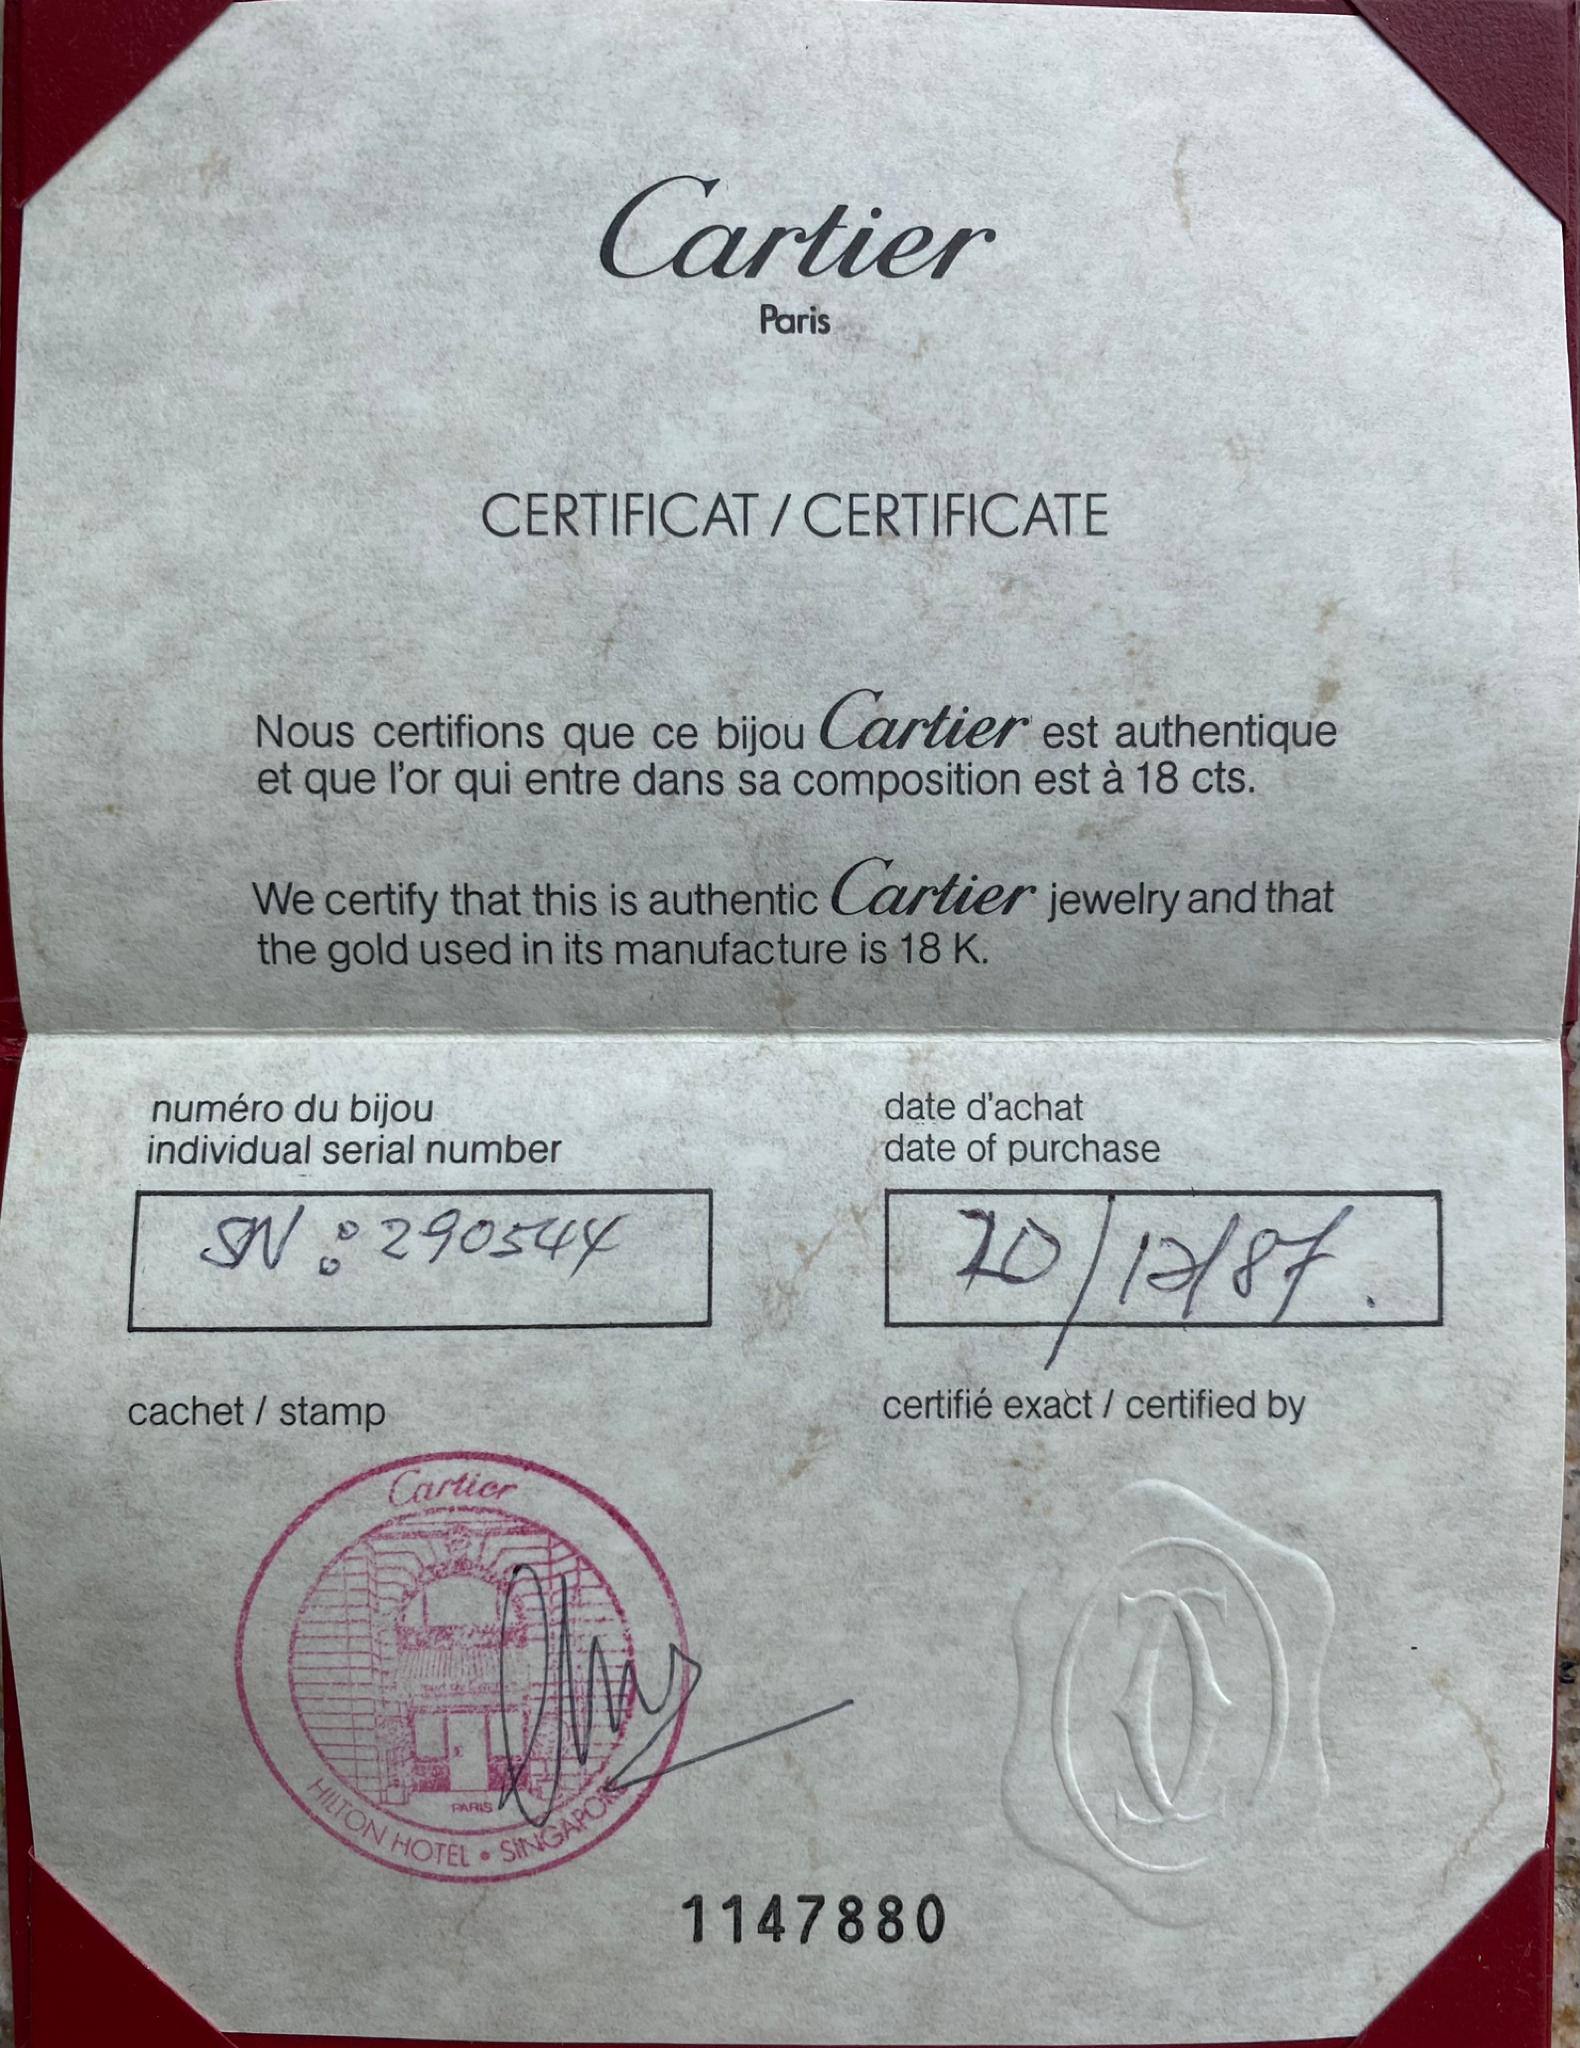 Cartier
Paris
CERTIFICAT / CERTIFICATE
Nous certifions que ce bijou Cartier est authentique
et que l'or qui entre dans sa composition est à 18 cts.
We certify that this is authentic Cartier jewelry and that
the gold used in its manufacture is 18 K.
numéro du bijou
individual serial number
SN : 290544
date d'achat
date of purchase
20/12/87.
cachet / stamp
certifié exact / certified by
Cartier
PARIS
HILTON HOTEL • SINGAPORE
1147880